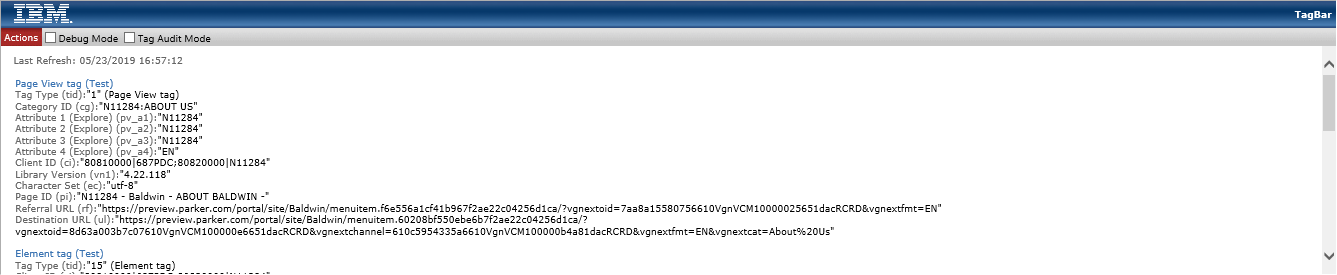 IBM.
TagBar
Actions Debug Mode Tag Audit Mode
Last Refresh: 05/23/2019 16:57:12
Page View tag (Test)
Tag Type (tid):"1" (Page View tag)
Category ID (cg):"N11284:ABOUT US"
Attribute 1 (Explore) (pv_a1):"N11284"
Attribute 2 (Explore) (pv_a2):"N11284"
Attribute 3 (Explore) (pv_a3):"N11284"
Attribute 4 (Explore) (pv_a4):"EN"
Client ID (ci):"80810000|687PDC;80820000|N11284"
Library Version (vn1):"4.22.118"
Character Set (ec):"utf-8"
Page ID (pi):"N11284 - Baldwin - ABOUT BALDWIN -"
Referral URL (rf):"https://preview.parker.com/portal/site/Baldwin/menuitem.f6e556a1cf41b967f2ae22c04256d1ca/?vgnextoid=7aa8a15580756610VgnVCM10000025651dacRCRD&vgnextfmt=EN"
Destination URL (ul):"https://preview.parker.com/portal/site/Baldwin/menuitem.60208bf550ebe6b7f2ae22c04256d1ca/?
vgnextoid=8d63a003b7c07610VgnVCM100000e6651dacRCRD&vgnextchannel=610c5954335a6610VgnVCM100000b4a81dacRCRD&vgnextfmt=EN&vgnextcat=About%20Us"
Element tag (Test)
Tag Type (tid):"15" (Element tag)